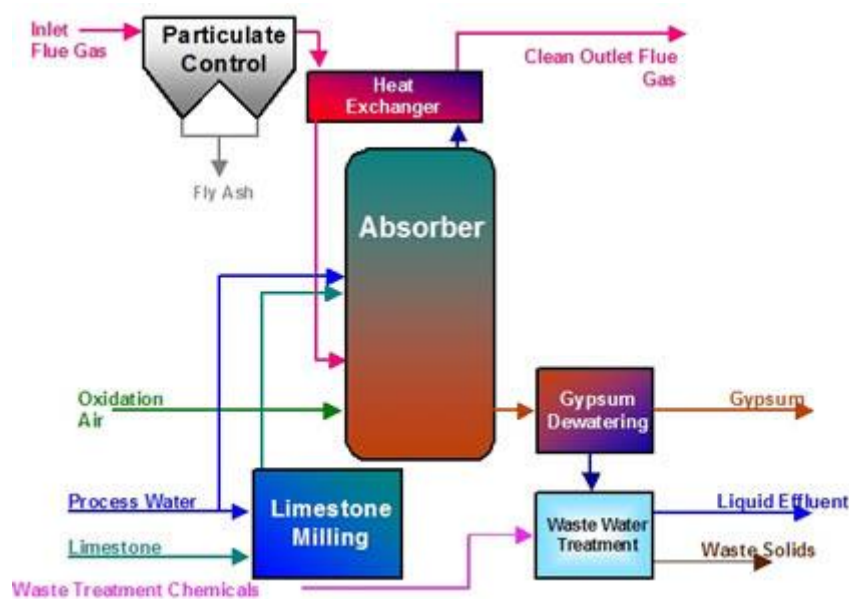 Inlet
Flue Gas
Particulate
Control
Heat
Exchanger
Clean Outlet Flue
Gas
Fly Ash
Absorber
Oxidation
Air
Gypsum
Dewatering
Gypsum
Process Water
Limestone
Limestone
Milling
Waste Water
Treatment
Liquid Effluent
Waste Solids
Waste Treatment Chemicals